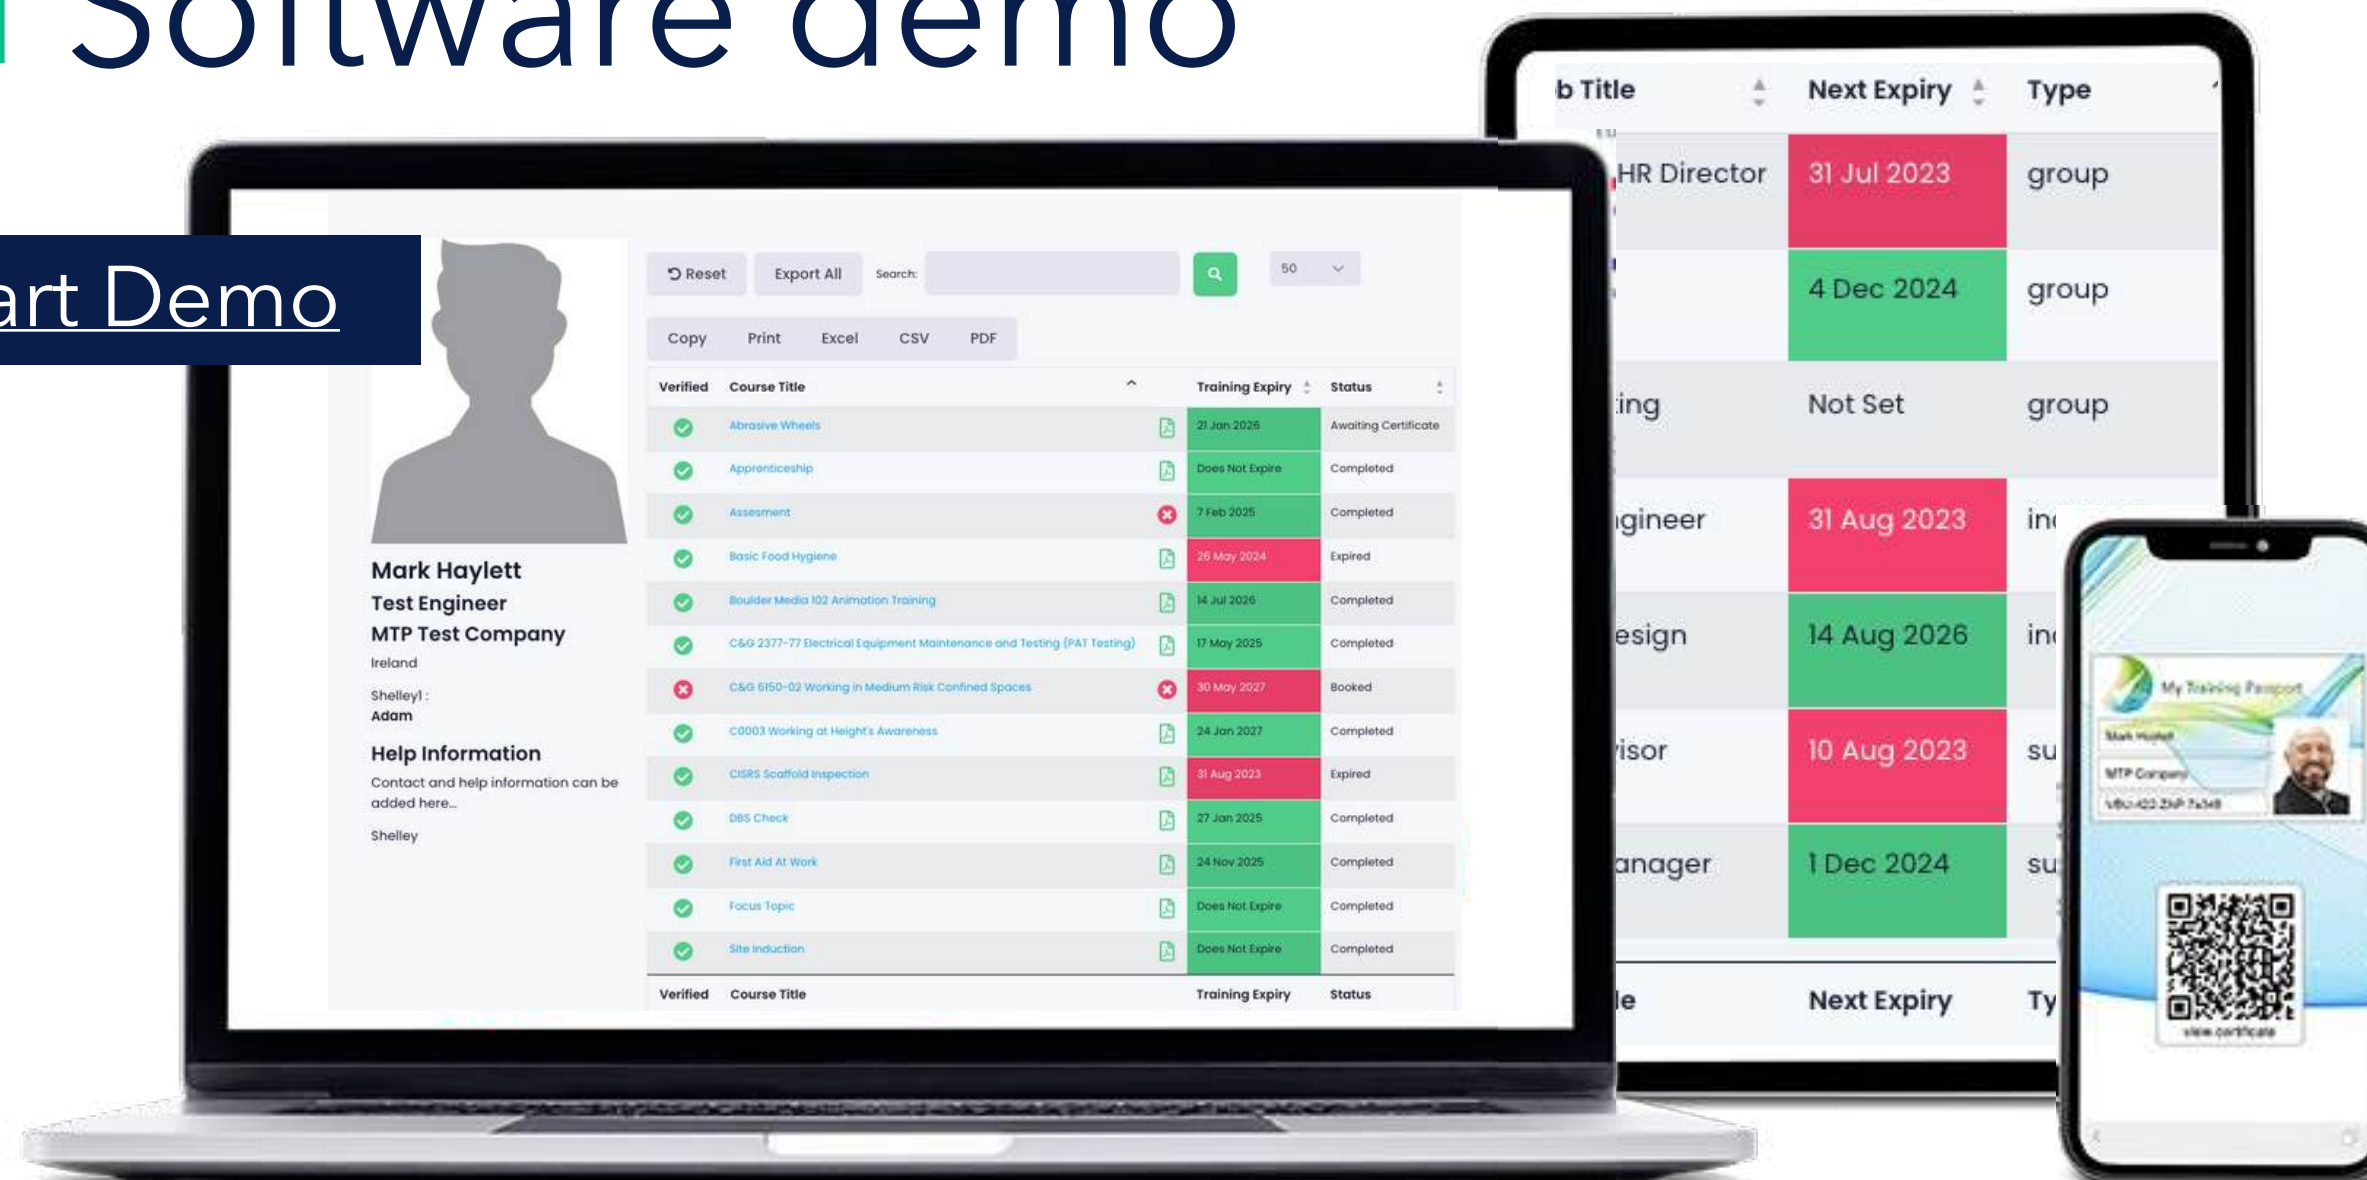 Software demo
art Demo
Reset Export All Search: 50
Copy Print Excel CSV PDF
Verified Course Title Training Expiry Status
Abrasive Wheels 21 Jan 2026 Awaiting Certificate
Apprenticeship Does Not Expire Completed
Assesment 7 Feb 2025 Completed
Basic Food Hygiene 26 May 2024 Expired
Boulder Media 102 Animation Training 14 Jul 2026 Completed
C&G 2377-77 Electrical Equipment Maintenance and Testing (PAT Testing) 17 May 2025 Completed
C&G 6150-02 Working in Medium Risk Confined Spaces 30 May 2027 Booked
C0003 Working at Height's Awareness 24 Jan 2027 Completed
CISRS Scaffold Inspection 31 Aug 2023 Expired
DBS Check 27 Jan 2025 Completed
First Aid At Work 24 Nov 2025 Completed
Focus Topic Does Not Expire Completed
Site Induction Does Not Expire Completed
Verified Course Title Training Expiry Status
Mark Haylett
Test Engineer
MTP Test Company
Ireland
Shelley1 :
Adam
Help Information
Contact and help information can be
added here...
Shelley
b Title Next Expiry Type
HR Director 31 Jul 2023 group
4 Dec 2024 group
ing Not Set group
gineer 31 Aug 2023 in
esign 14 Aug 2026 in
isor 10 Aug 2023 su
anager 1 Dec 2024 su
le Next Expiry Ty
My Training Passport
Mark Haylett
MTP Company
view certificate